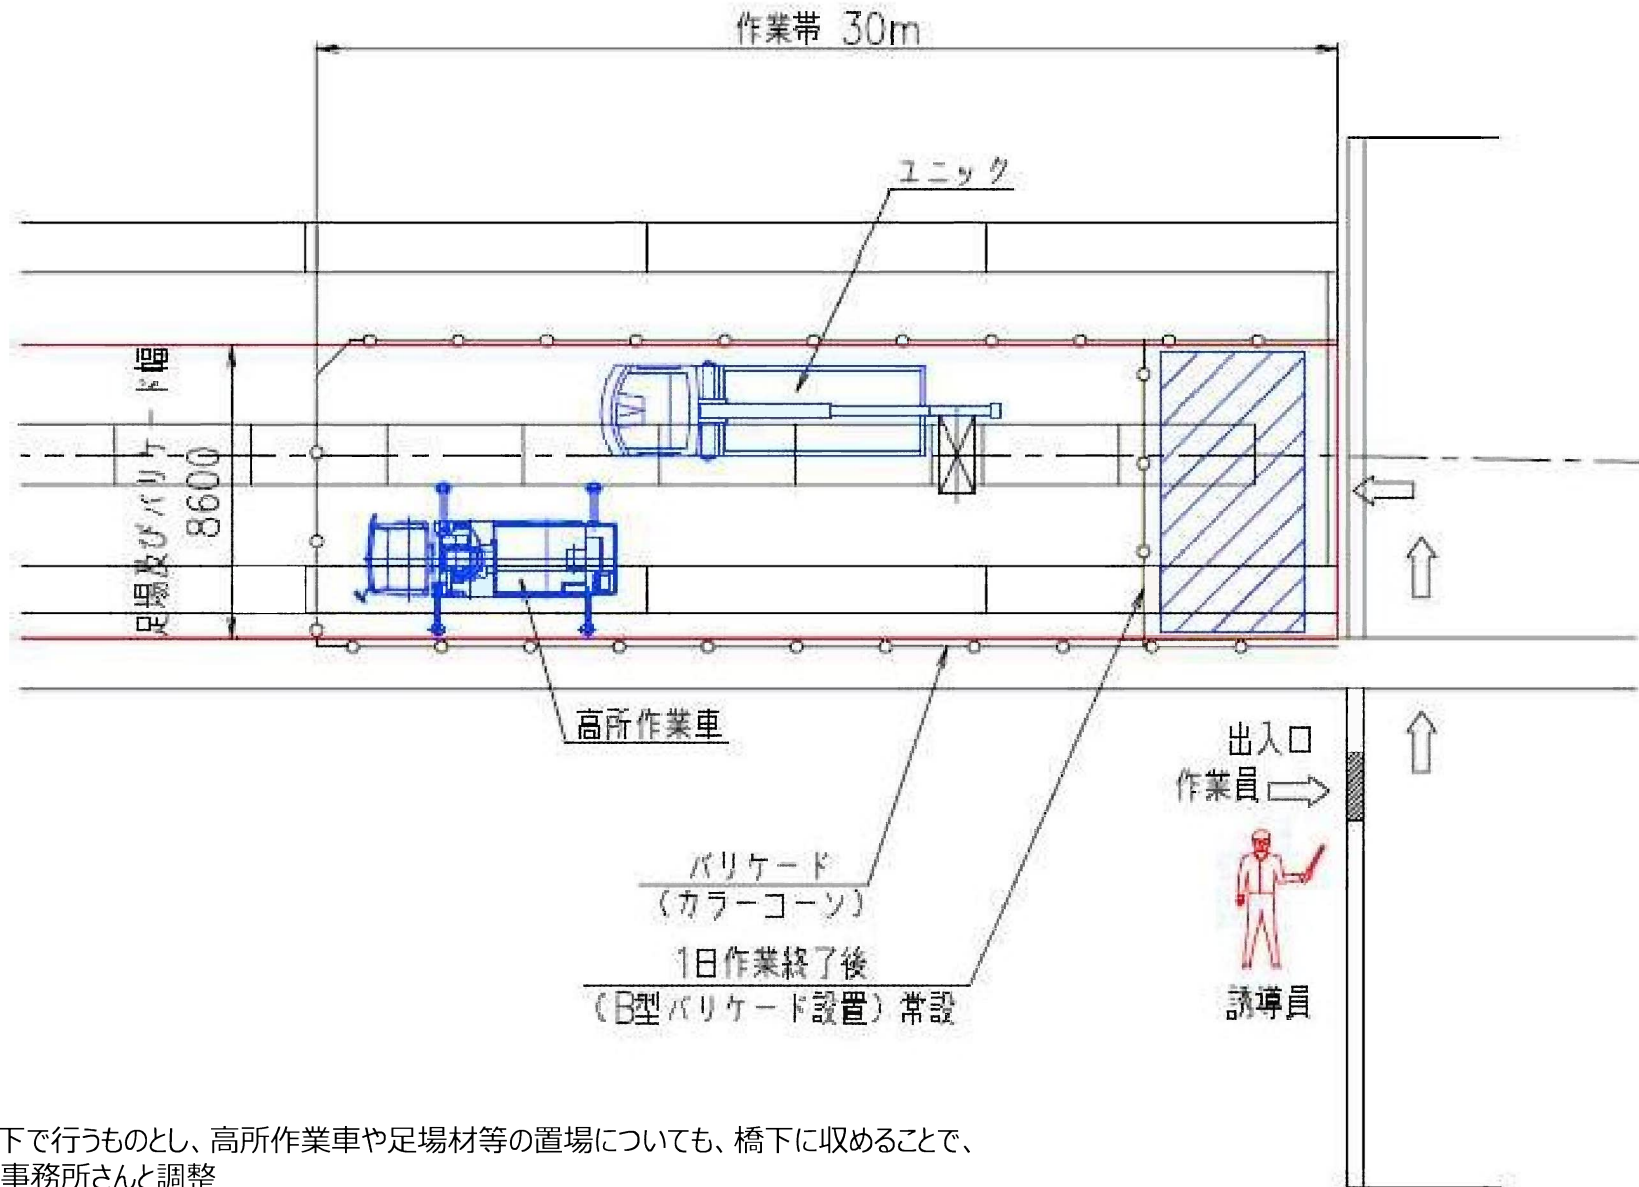 作業帯 30m
ユニック
足場及びバリケード幅
8600
高所作業車
出入口
作業員
バリケード
(カラーコーン)
1日作業終了後
(B型バリケード設置)常設
誘導員
下で行うものとし、高所作業車や足場材等の置場についても、橋下に収めることで、
事務所さんと調整